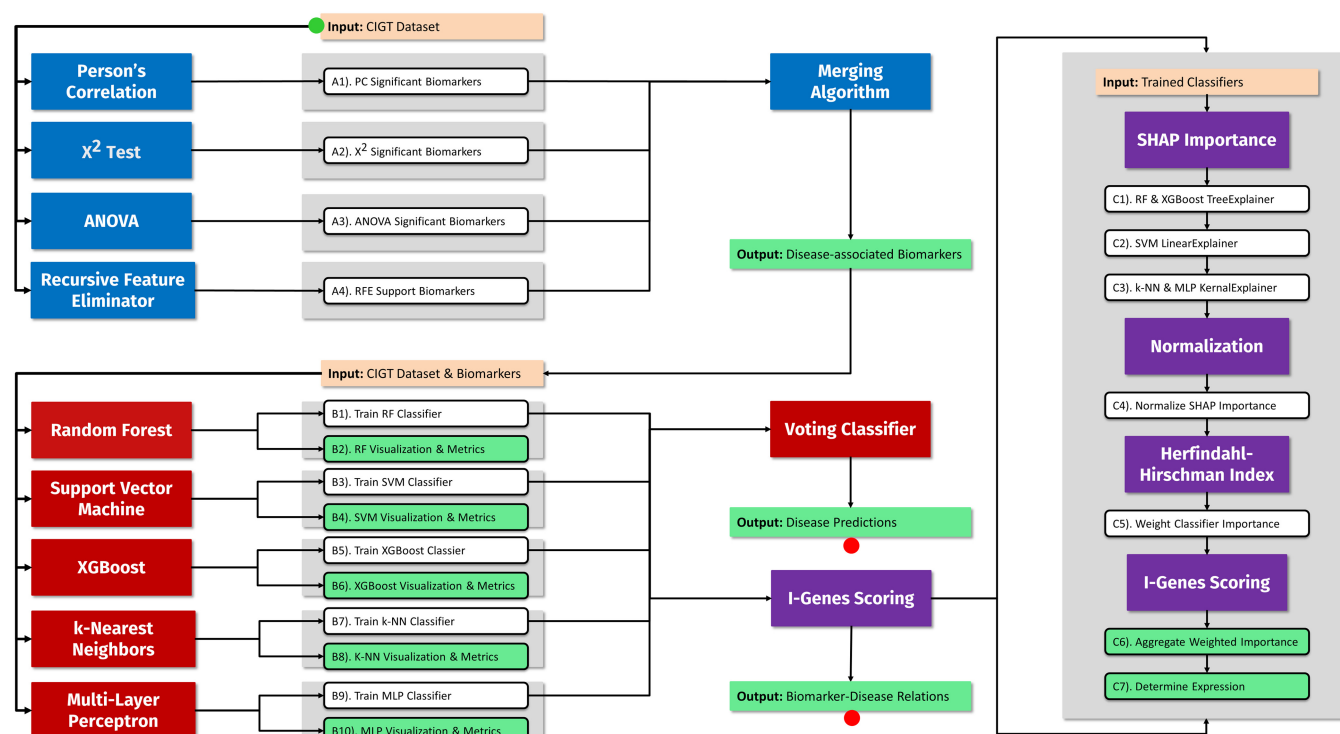 Input: CIGT Dataset
Person's
Correlation
A1). PC Significant Biomarkers
Merging
Algorithm
X² Test
A2). X² Significant Biomarkers
ANOVA
A3). ANOVA Significant Biomarkers
Output: Disease-associated Biomarkers
Recursive Feature
Eliminator
A4). RFE Support Biomarkers
Input: CIGT Dataset & Biomarkers
Random Forest
B1). Train RF Classifier
B2). RF Visualization & Metrics
Voting Classifier
Support Vector
Machine
B3). Train SVM Classifier
B4). SVM Visualization & Metrics
Output: Disease Predictions
XGBoost
B5). Train XGBoost Classier
B6). XGBoost Visualization & Metrics
I-Genes Scoring
k-Nearest
Neighbors
B7). Train k-NN Classifier
B8). K-NN Visualization & Metrics
Multi-Layer
Perceptron
B9). Train MLP Classifier
B10). MLP Visualization & Metrics
Output: Biomarker-Disease Relations
Input: Trained Classifiers
SHAP Importance
C1). RF & XGBoost TreeExplainer
C2). SVM LinearExplainer
C3). k-NN & MLP KernalExplainer
Normalization
C4). Normalize SHAP Importance
Herfindahl-
Hirschman Index
C5). Weight Classifier Importance
I-Genes Scoring
C6). Aggregate Weighted Importance
C7). Determine Expression